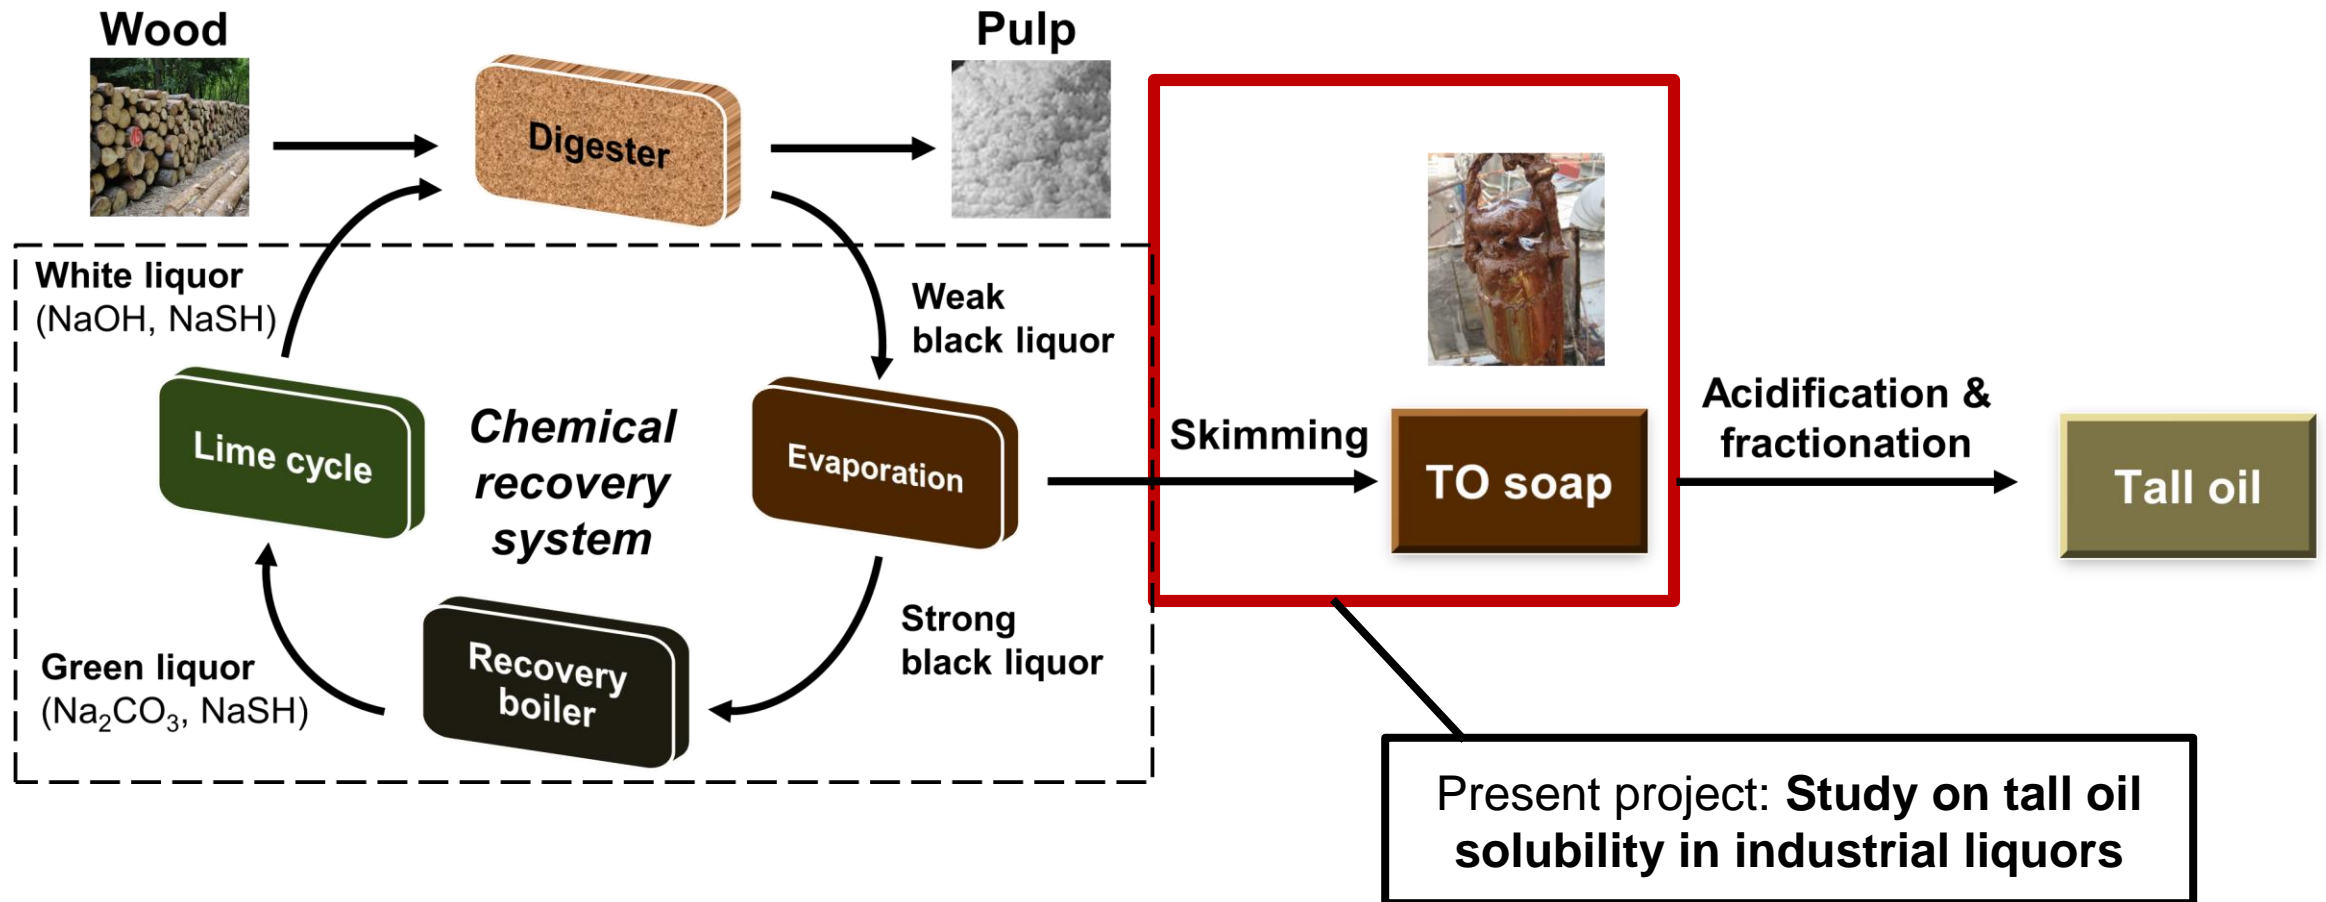 Wood
Pulp
Digester
White liquor
(NaOH, NaSH)
Weak
black liquor
Lime cycle
Chemical
recovery
system
Evaporation
Skimming
TO soap
Acidification &
fractionation
Tall oil
Green liquor
(Na₂CO₃, NaSH)
Recovery
boiler
Strong
black liquor
Present project: Study on tall oil
solubility in industrial liquors